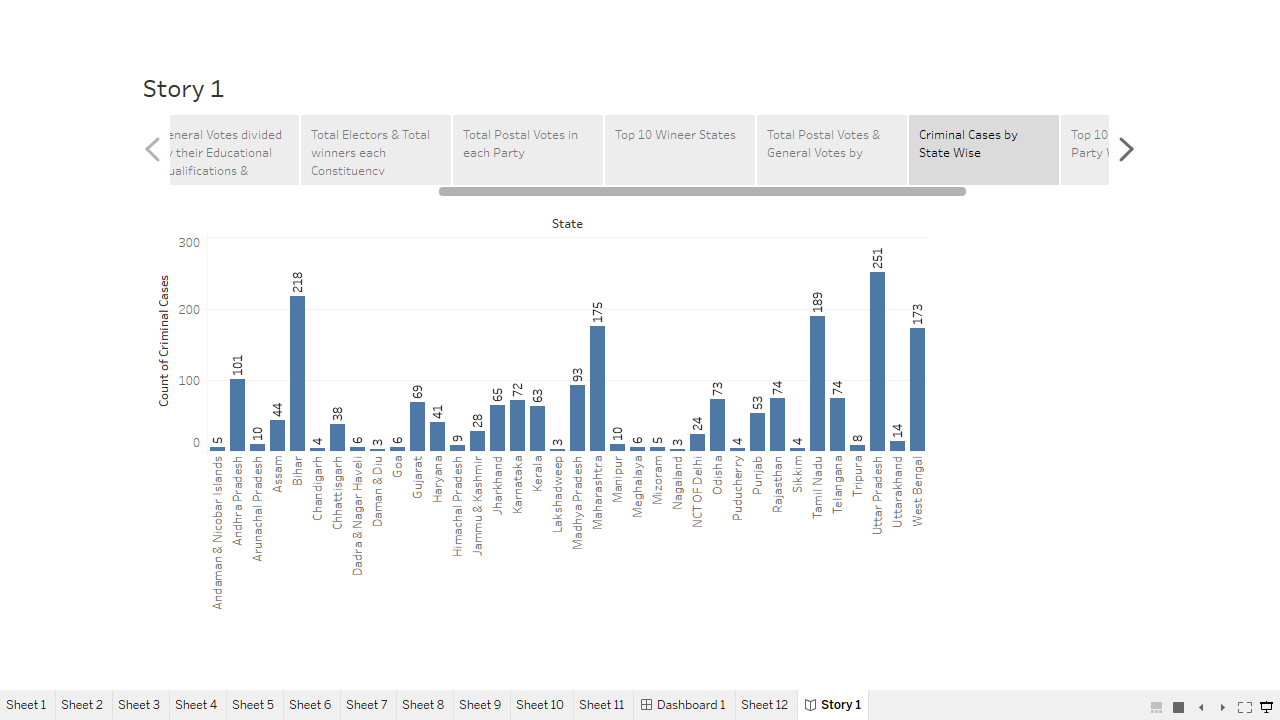 Story 1
eneral Votes divided
y their Educational
ualifications &
Total Electors & Total
winners each
Constituency
Total Postal Votes in
each Party
Top 10 Wineer States
Total Postal Votes &
General Votes by
Criminal Cases by
State Wise
Top 10
Party
State
Count of Criminal Cases
300
200
100
0
5
101
10
44
218
4
38
6
3
6
69
41
9
28
65
72
63
3
93
175
10
6
5
3
24
73
4
53
74
4
189
74
8
251
14
173
Andaman & Nicobar Islands
Andhra Pradesh
Arunachal Pradesh
Assam
Bihar
Chandigarh
Chhattisgarh
Dadra & Nagar Haveli
Daman & Diu
Goa
Gujarat
Haryana
Himachal Pradesh
Jammu & Kashmir
Jharkhand
Karnataka
Kerala
Lakshadweep
Madhya Pradesh
Maharashtra
Manipur
Meghalaya
Mizoram
Nagaland
NCT OF Delhi
Odisha
Puducherry
Punjab
Rajasthan
Sikkim
Tamil Nadu
Telangana
Tripura
Uttar Pradesh
Uttarakhand
West Bengal
Sheet 1
Sheet 2
Sheet 3
Sheet 4
Sheet 5
Sheet 6
Sheet 7
Sheet 8
Sheet 9
Sheet 10
Sheet 11
Dashboard 1
Sheet 12
Story 1